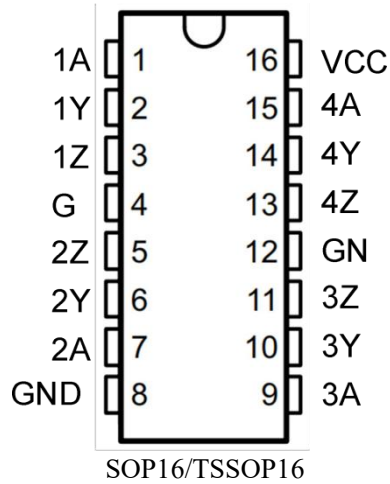 1A 1 16 VCC
1Y 2 15 4A
1Z 3 14 4Y
G 4 13 4Z
2Z 5 12 GN
2Y 6 11 3Z
2A 7 10 3Y
GND 8 9 3A
SOP16/TSSOP16